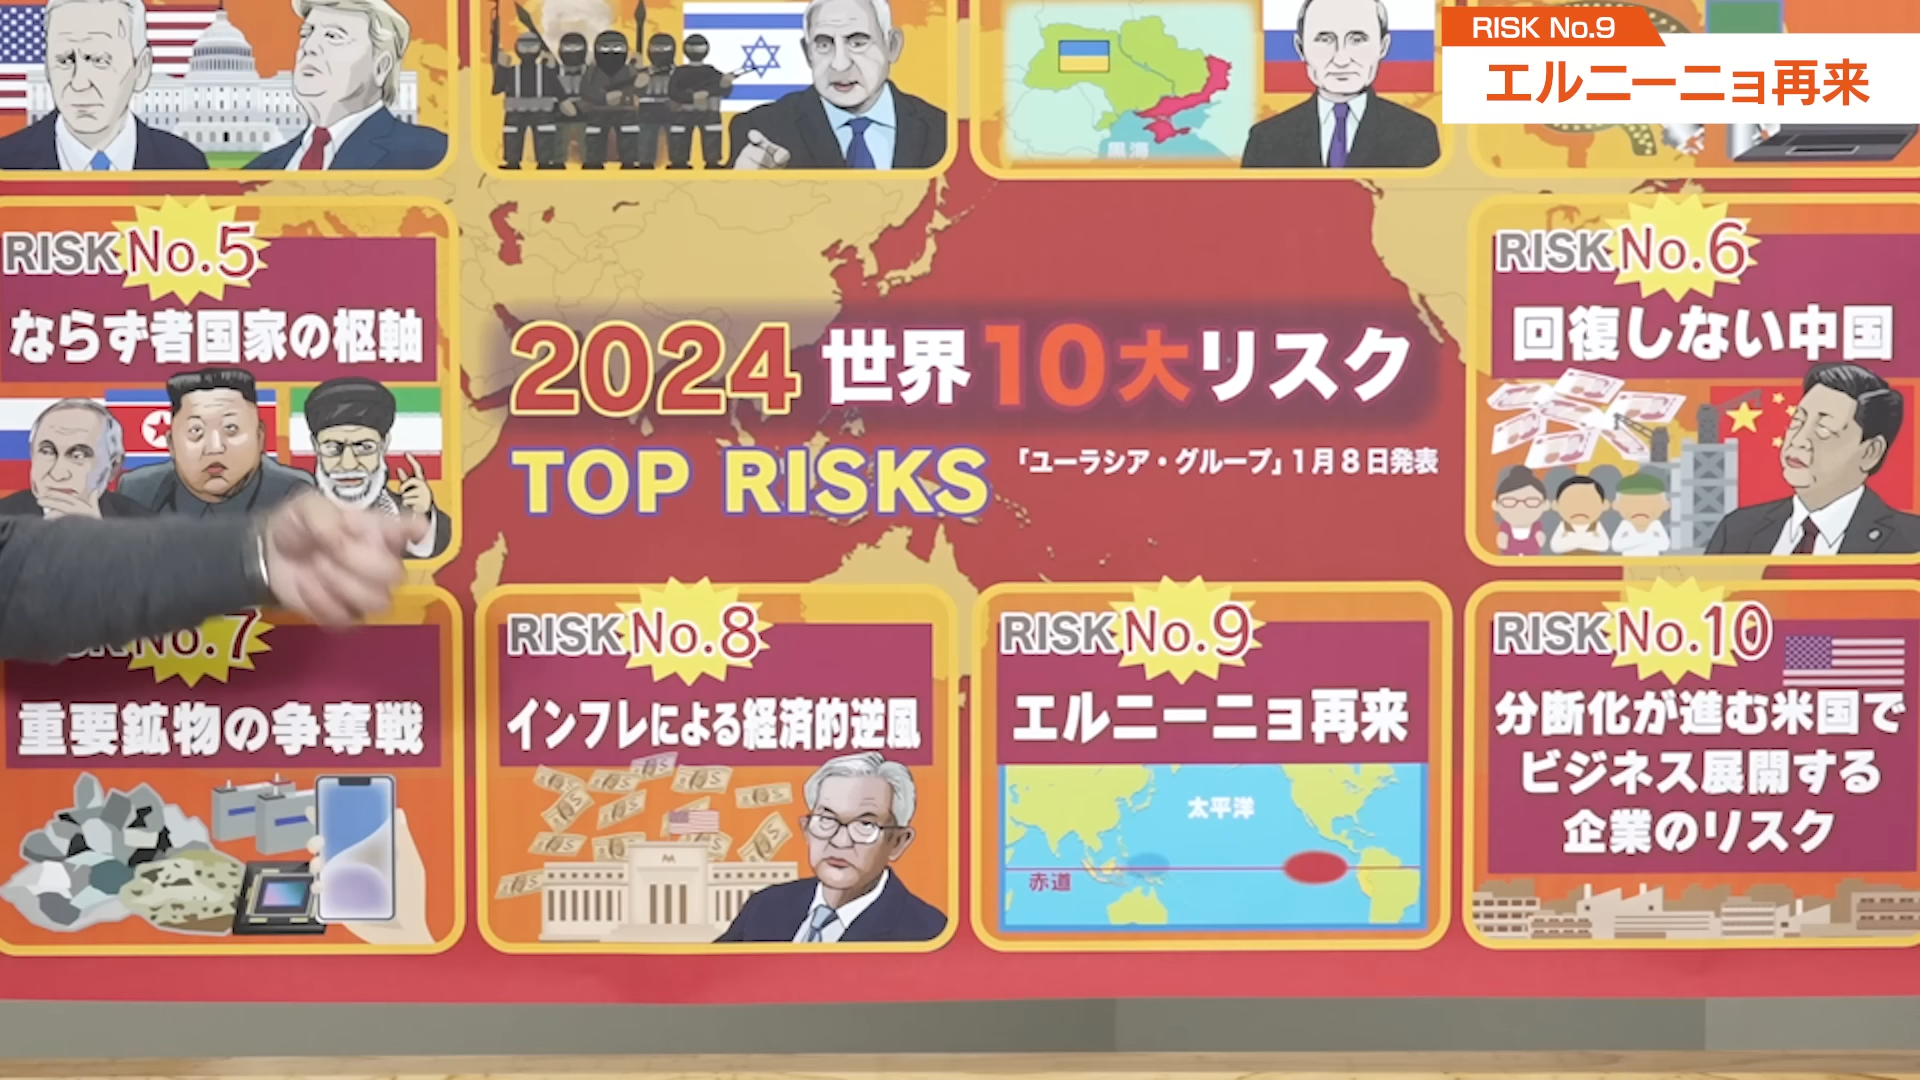 RISK No.9
エルニーニョ再来
黒海
RISK No.5
ならず者国家の枢軸
2024 世界10大リスク
TOP RISKS
「ユーラシア・グループ」1月8日発表
RISK No.6
回復しない中国
No.7
重要鉱物の争奪戦
RISK No.8
インフレによる経済的逆風
RISK No.9
エルニーニョ再来
太平洋
赤道
RISK No.10
分断化が進む米国で
ビジネス展開する
企業のリスク